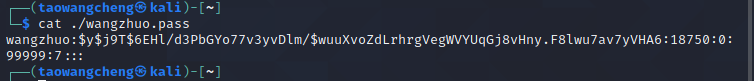 ┌──(taowangcheng㉿kali)-[~]
└─$ cat ./wangzhuo.pass
wangzhuo:$y$j9T$6EHl/d3PbGYo77v3yvDlm/$wuuXvoZdLrhrgVegWVYUqGj8vHny.F8lwu7av7yVHA6:18750:0:
99999:7:::
┌──(taowangcheng㉿kali)-[~]